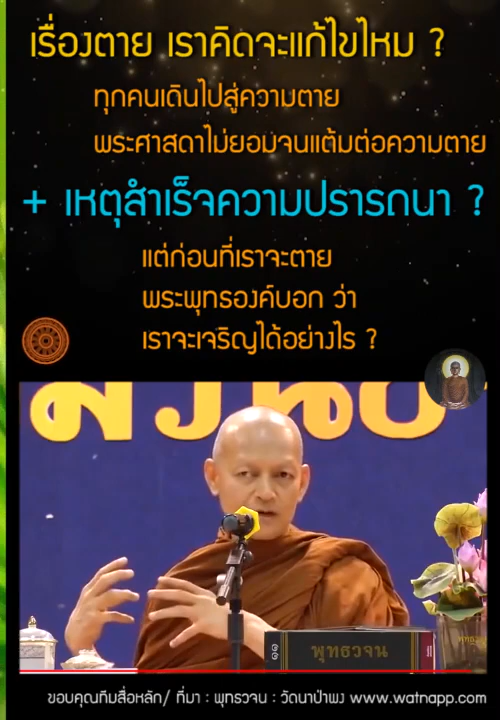 เรื่องตาย เราคิดจะแก้ไขไหม ?
ทุกคนเดินไปสู่ความตาย
พระศาสดาไม่ยอมจนแต้มต่อความตาย
+ เหตุสำเร็จความปรารถนา ?
แต่ก่อนที่เราจะตาย
พระพุทธองค์บอก ว่า
เราจะเจริญได้อย่างไร ?
๑๑ พุทธวจน
ขอบคุณทีมสื่อหลัก/ ที่มา : พุทธวจน : วัดนาป่าพง www.watnapp.com